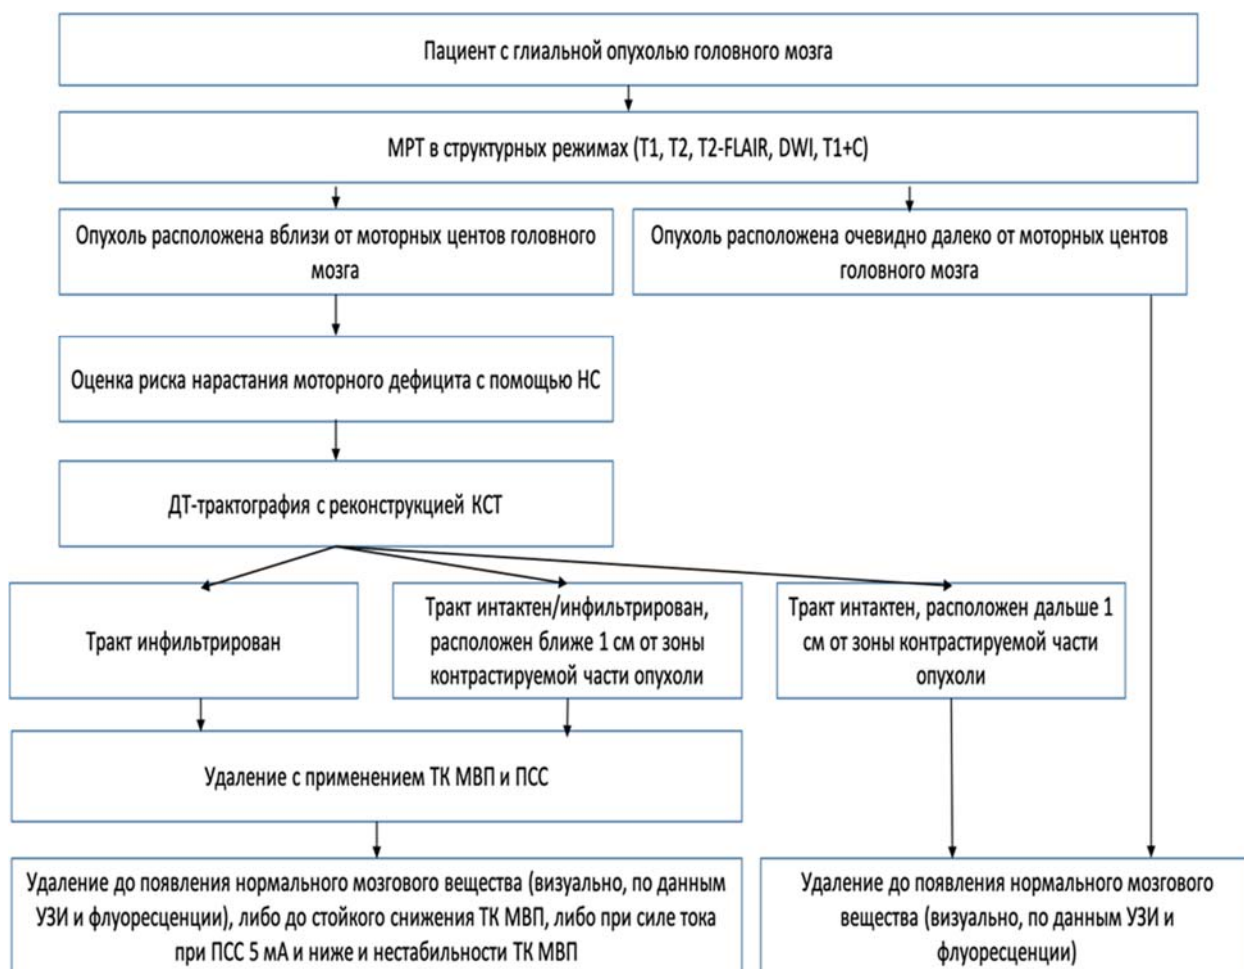 Пациент с глиальной опухолью головного мозга
МРТ в структурных режимах (Т1, Т2, Т2-FLAIR, DWI, T1+C)
Опухоль расположена вблизи от моторных центов головного
мозга
Опухоль расположена очевидно далеко от моторных центов
головного мозга
Оценка риска нарастания моторного дефицита с помощью НС
ДТ-трактография с реконструкцией КСТ
Тракт инфильтрирован
Тракт интактен/инфильтрирован,
расположен ближе 1 см от зоны
контрастируемой части опухоли
Тракт интактен, расположен дальше 1
см от зоны контрастируемой части
опухоли
Удаление с применением ТК МВП и ПСС
Удаление до появления нормального мозгового вещества (визуально, по данным
УЗИ и флуоресценции), либо до стойкого снижения ТК МВП, либо при силе тока
при ПСС 5 мА и ниже и нестабильности ТК МВП
Удаление до появления нормального мозгового
вещества (визуально, по данным УЗИ и
флуоресценции)